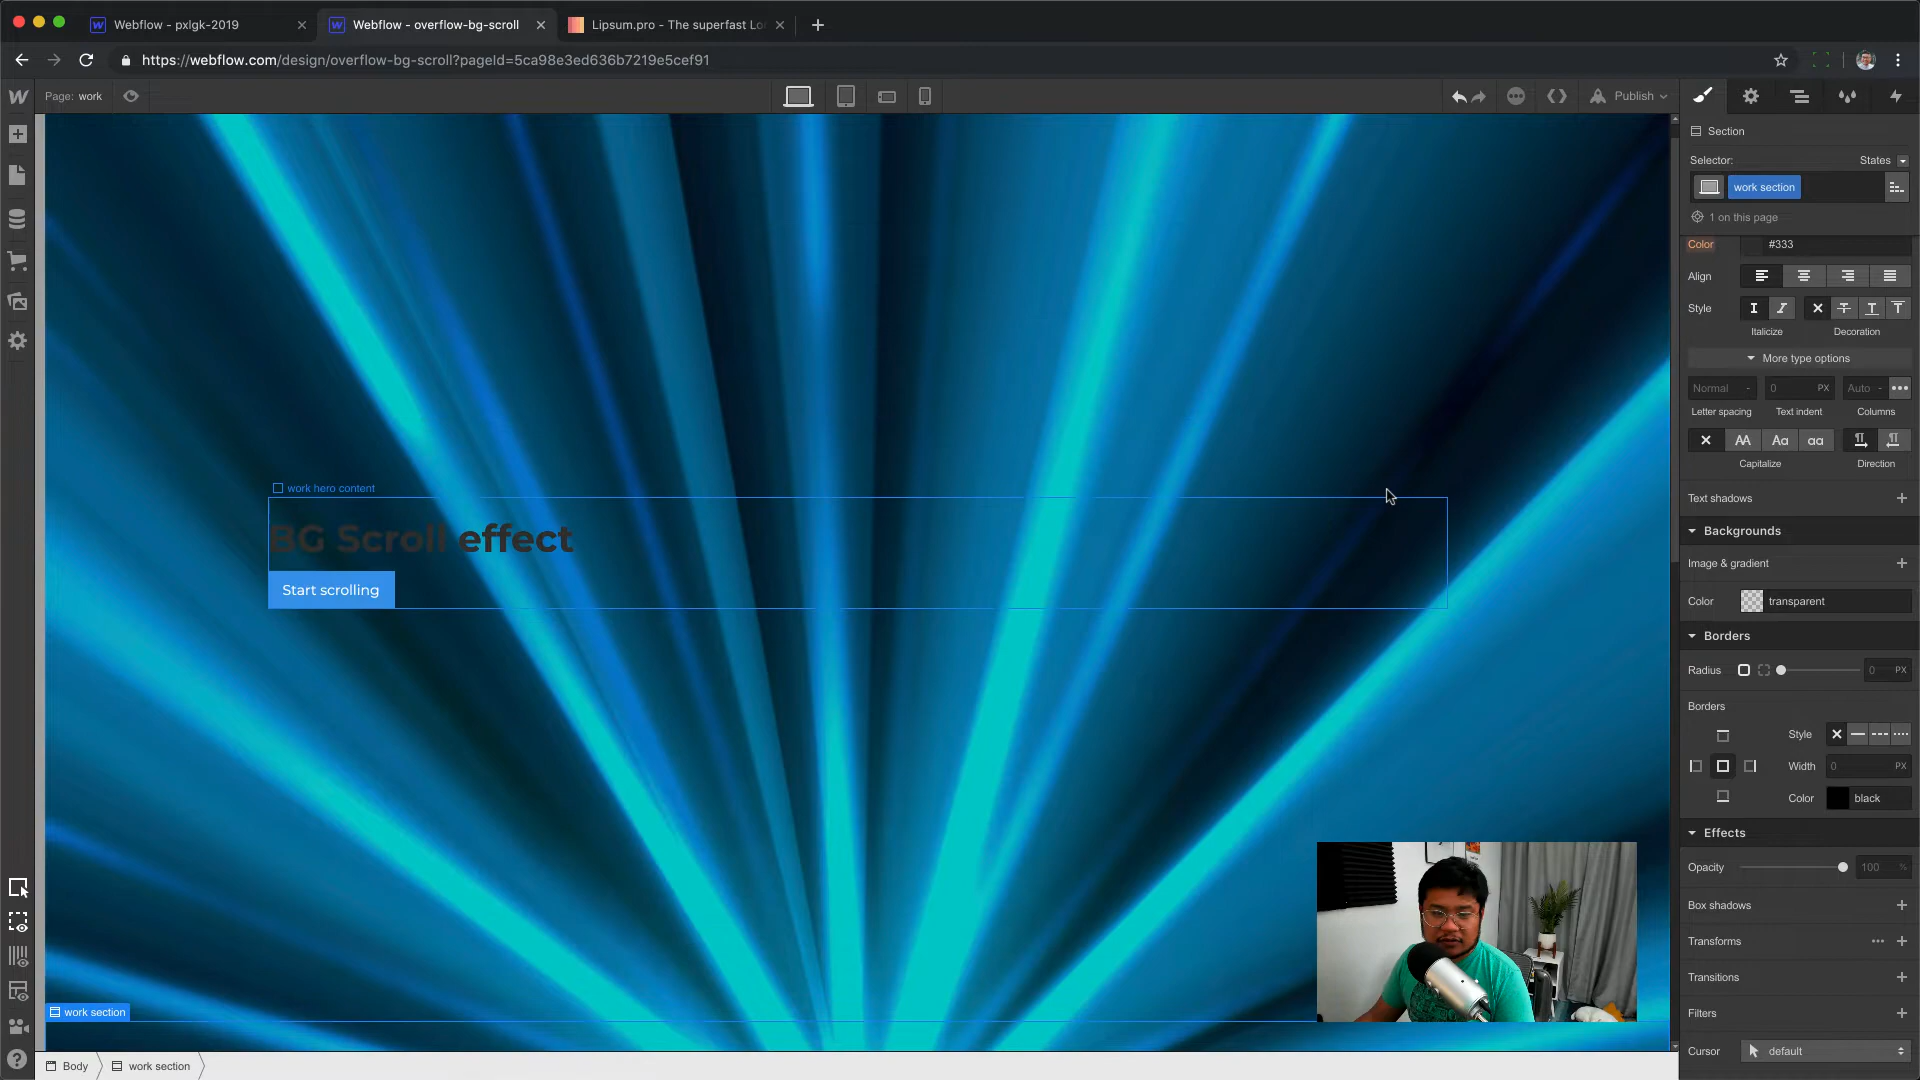 Webflow - pxlgk-2019
Webflow - overflow-bg-scroll
Lipsum.pro - The superfast Lo
https://webflow.com/design/overflow-bg-scroll?pageId=5ca98e3ed636b7219e5cef91
Page: work
Publish
Section
Selector:
States
work section
1 on this page
Color
#333
Align
Style
Italicize
Decoration
More type options
Normal -
0 PX
Auto -
Letter spacing
Text indent
Columns
AA
Aa
aa
Capitalize
Direction
Text shadows
Backgrounds
Image & gradient
Color
transparent
Borders
Radius
0 PX
Borders
Style
Width
0 PX
Color
black
Effects
Opacity
100 %
Box shadows
Transforms
Transitions
Filters
Cursor
default
work hero content
BG Scroll effect
Start scrolling
work section
Body
work section